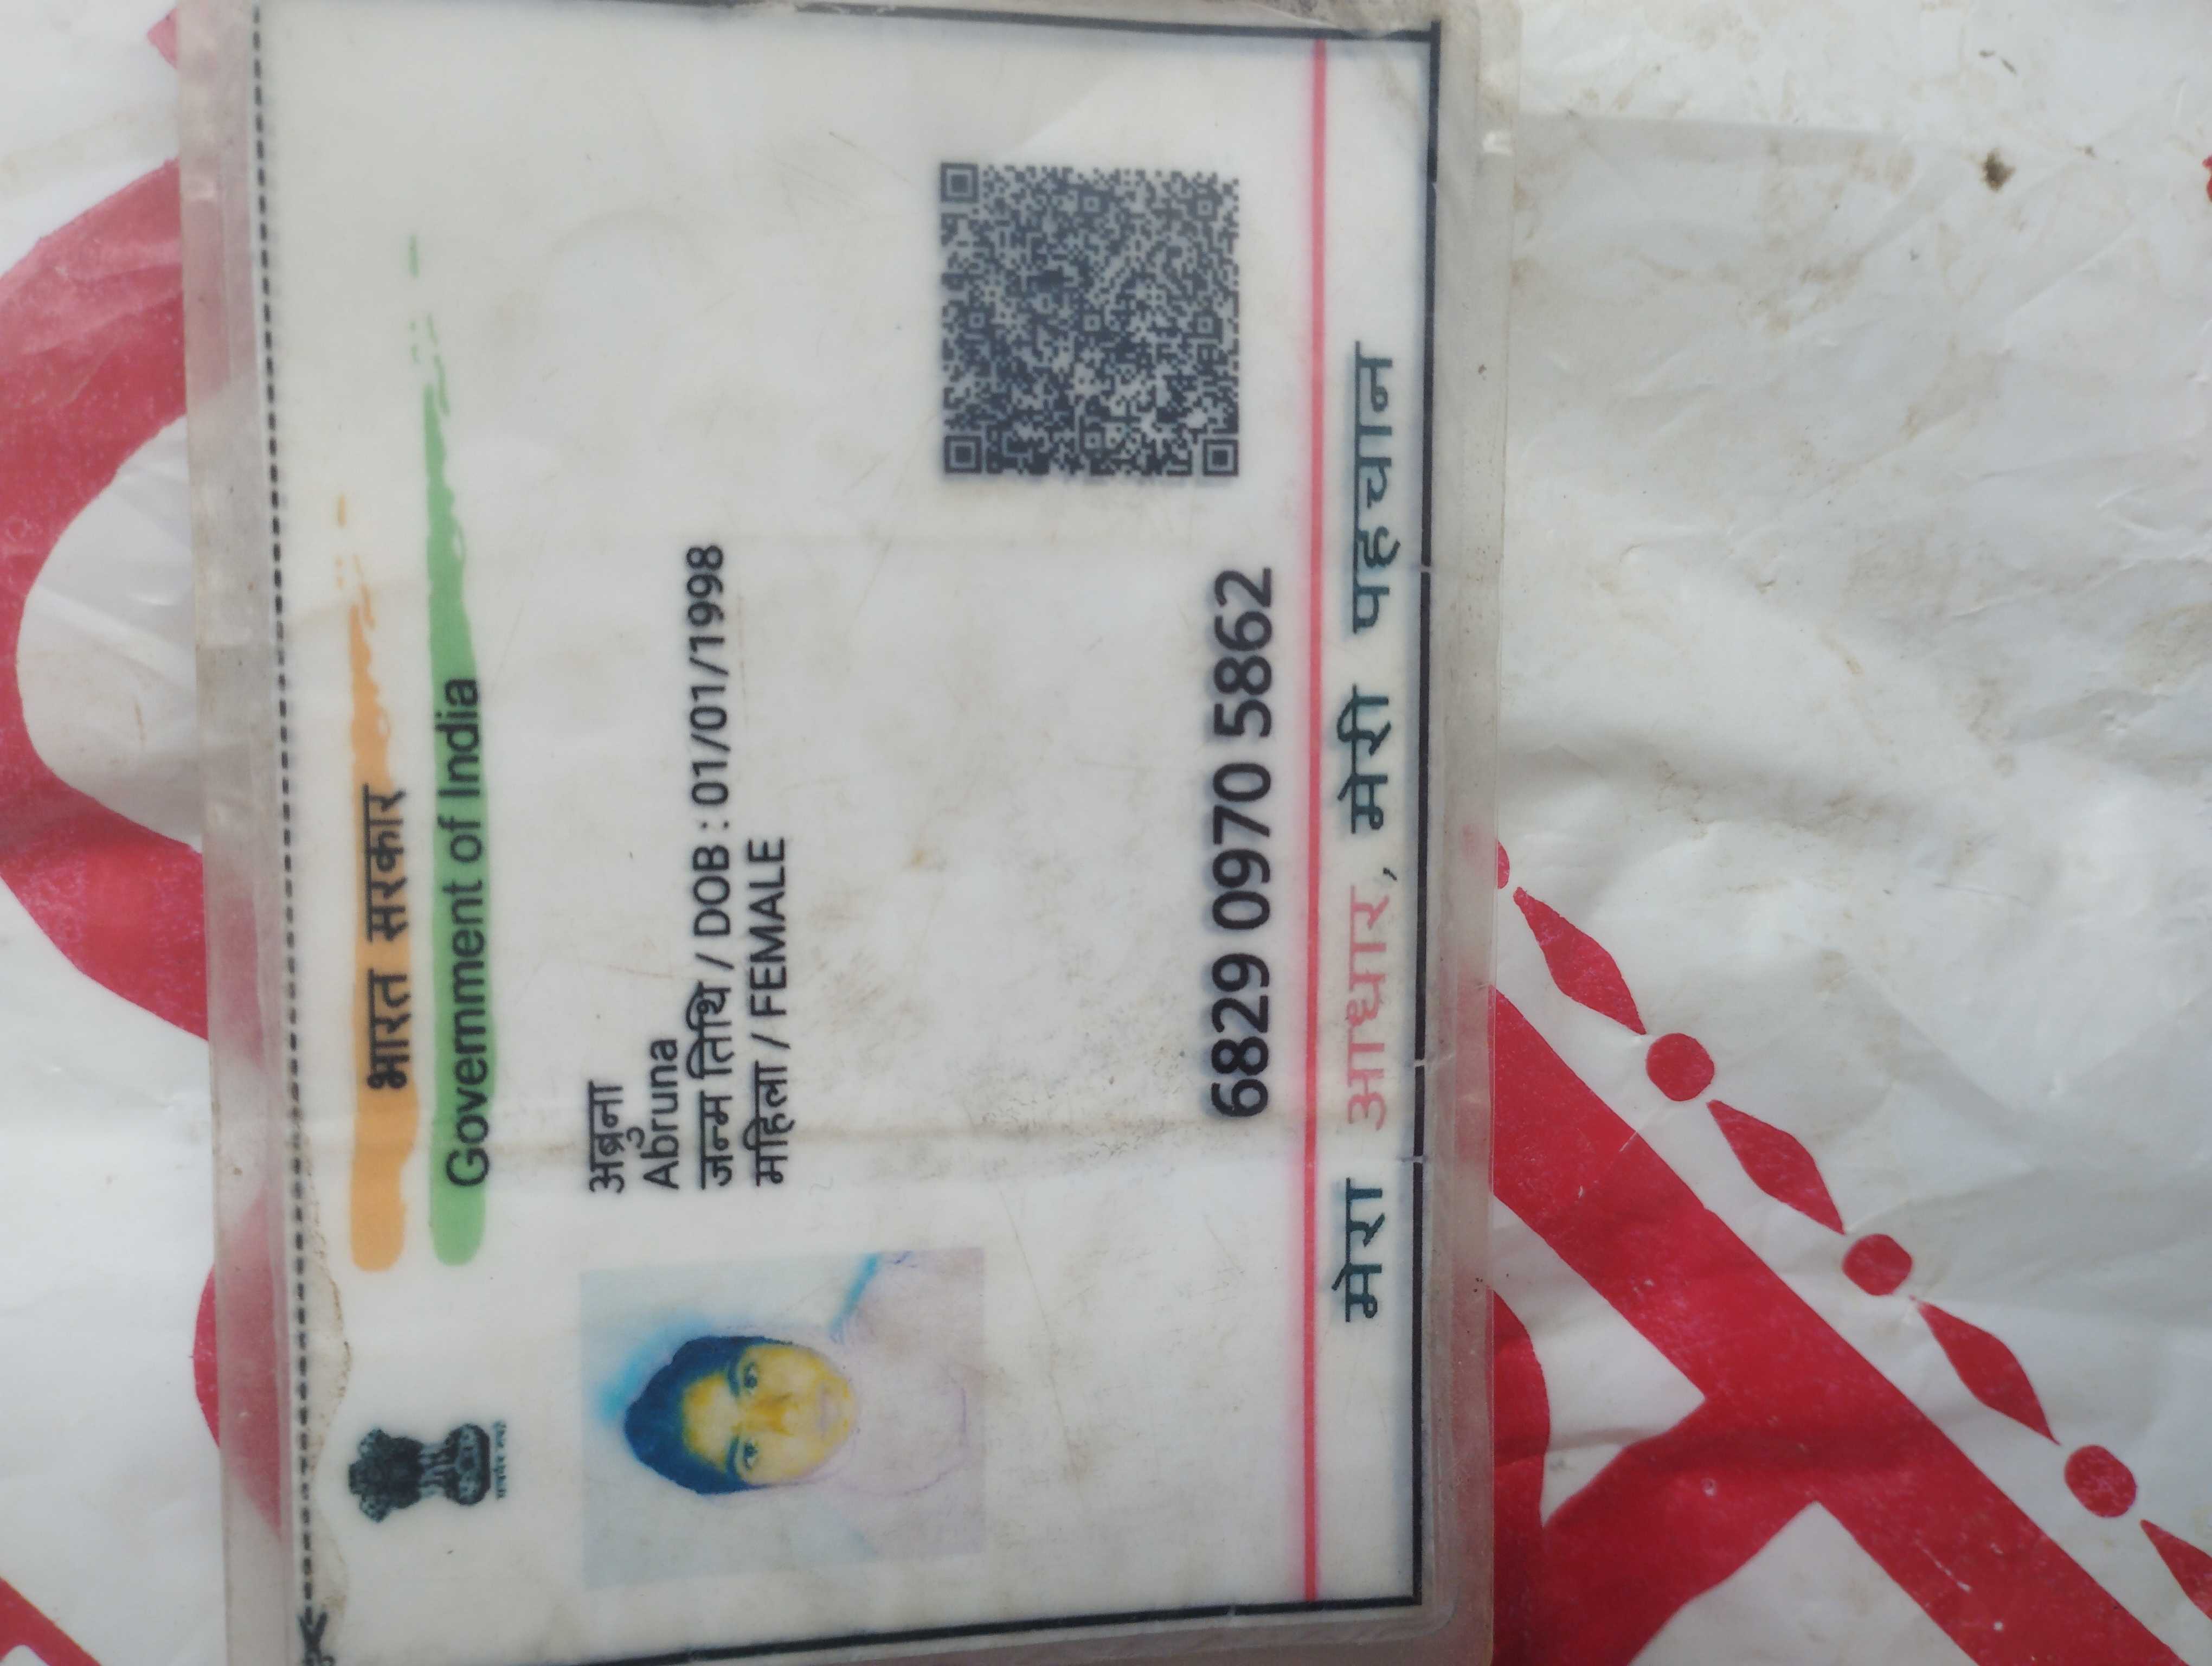 भारत सरकार
Government of India
अब्रुना
Abruna
जन्म तिथि / DOB : 01/01/1998
महिला / FEMALE
6829 0970 5862
मेरा आधार, मेरी पहचान